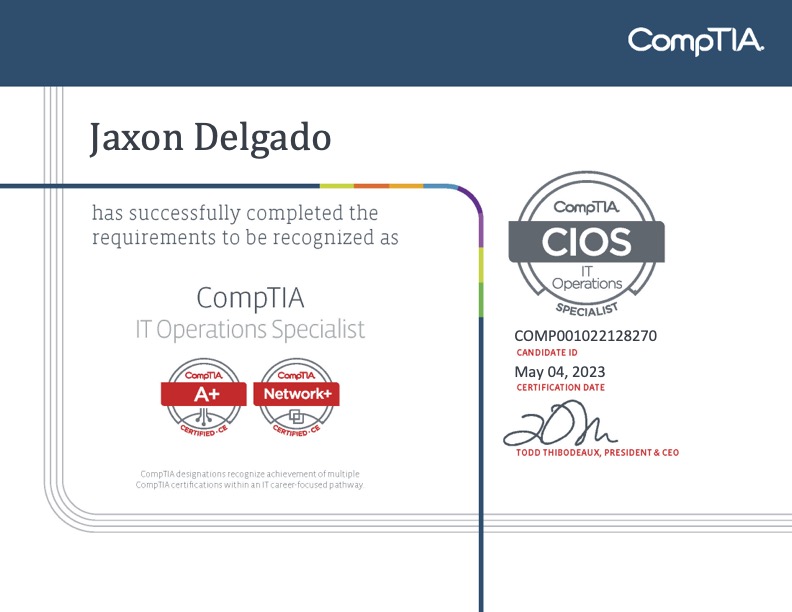 CompTIA.
Jaxon Delgado
has successfully completed the
requirements to be recognized as
CompTIA
IT Operations Specialist
CompTIA.
A+
CERTIFIED•CE
CompTIA.
Network+
CERTIFIED•CE
CompTIA designations recognize achievement of multiple
CompTIA certifications within an IT career-focused pathway.
CompTIA.
CIOS
IT
Operations
SPECIALIST
COMP001022128270
CANDIDATE ID
May 04, 2023
CERTIFICATION DATE
TODD THIBODEAUX, PRESIDENT & CEO